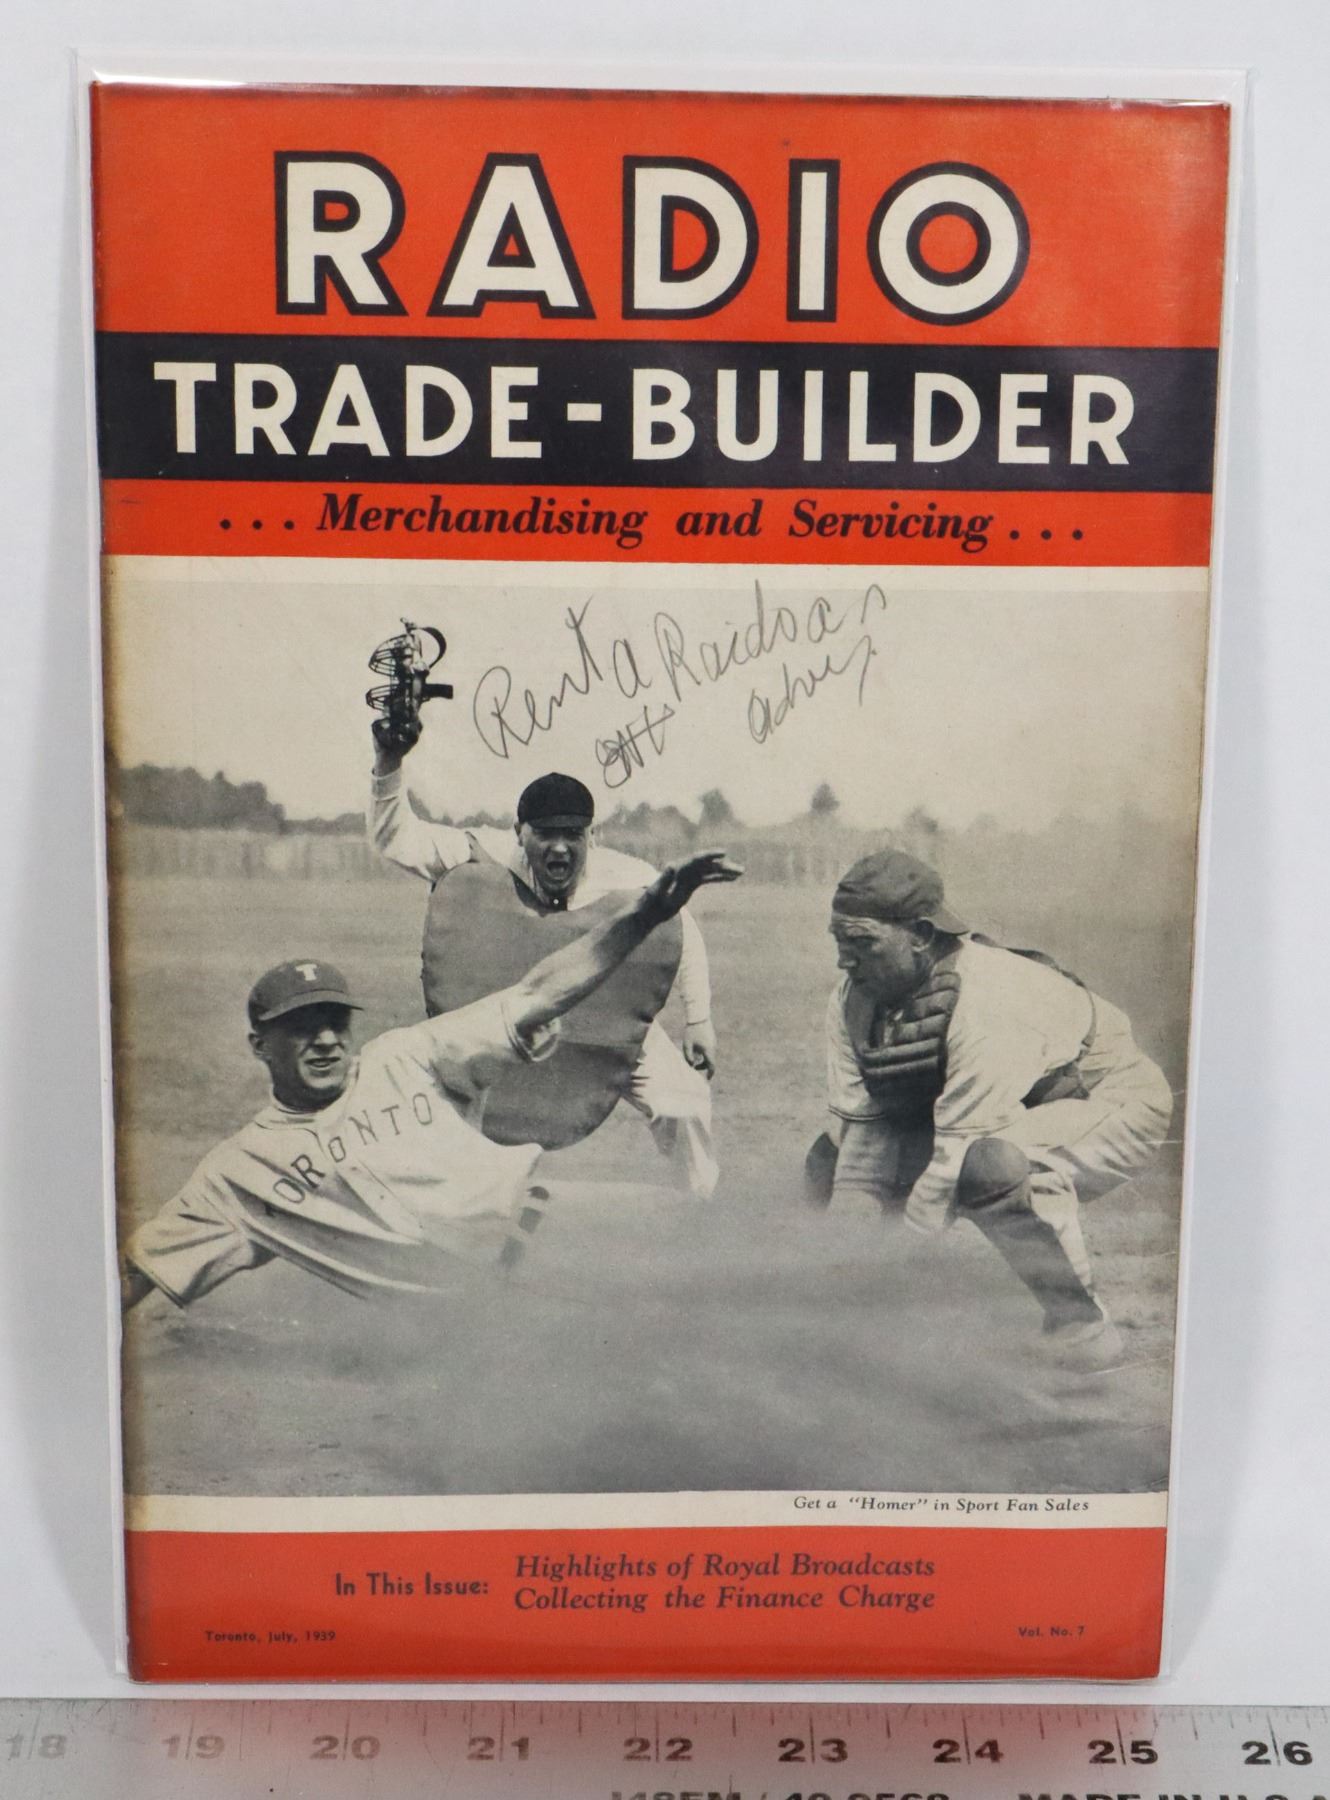 RADIO
TRADE-BUILDER
... Merchandising and Servicing ...
Rent a Raidoas
advy.
T
TORONTO
Get a "Homer" in Sport Fan Sales
In This Issue: Highlights of Royal Broadcasts
Collecting the Finance Charge
Toronto, July, 1939
Vol. No. 7
18 19 20 21 22 23 24 25 26